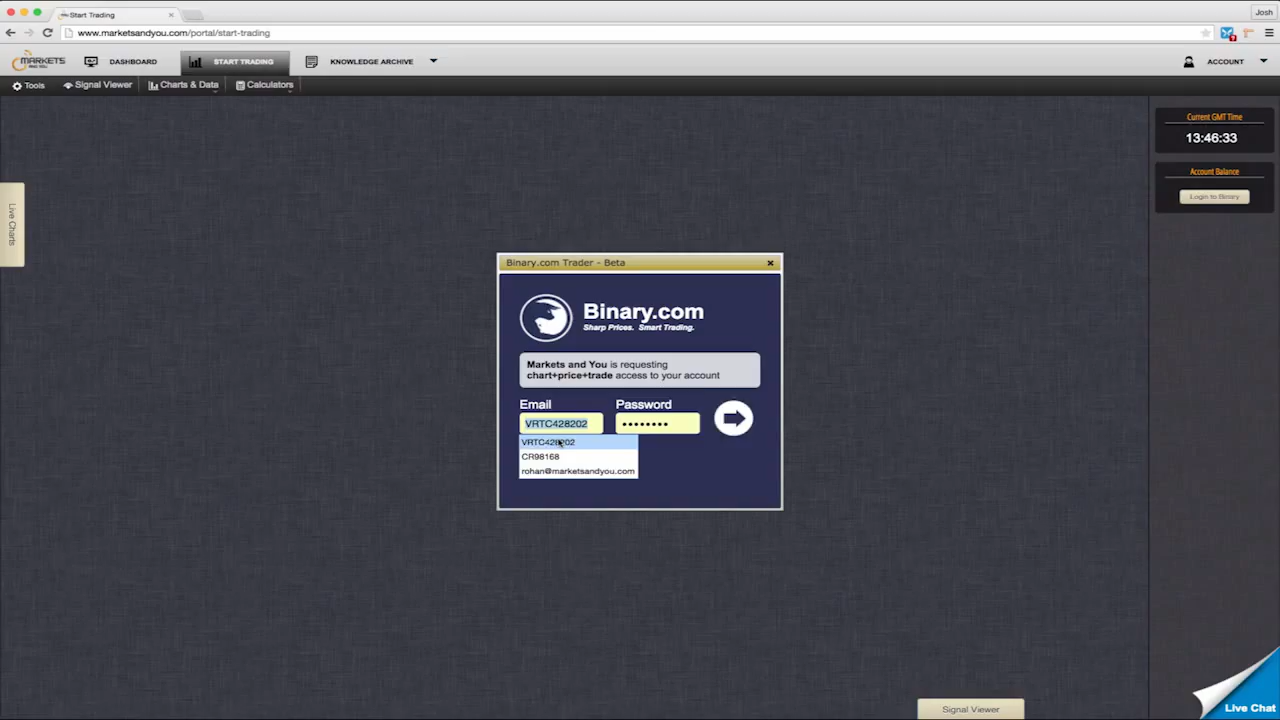 Start Trading
Josh
www.marketsandyou.com/portal/start-trading
MARKETS
AND YOU
DASHBOARD
START TRADING
KNOWLEDGE ARCHIVE
ACCOUNT
Tools
Signal Viewer
Charts & Data
Calculators
Current GMT Time
13:46:33
Account Balance
Login to Binary
Live Charts
Binary.com Trader - Beta
Binary.com
Sharp Prices. Smart Trading.
Markets and You is requesting
chart+price+trade access to your account
Email Password
VRTC428202 ••••••••
VRTC428202
CR98168
rohan@marketsandyou.com
Signal Viewer
Live Chat